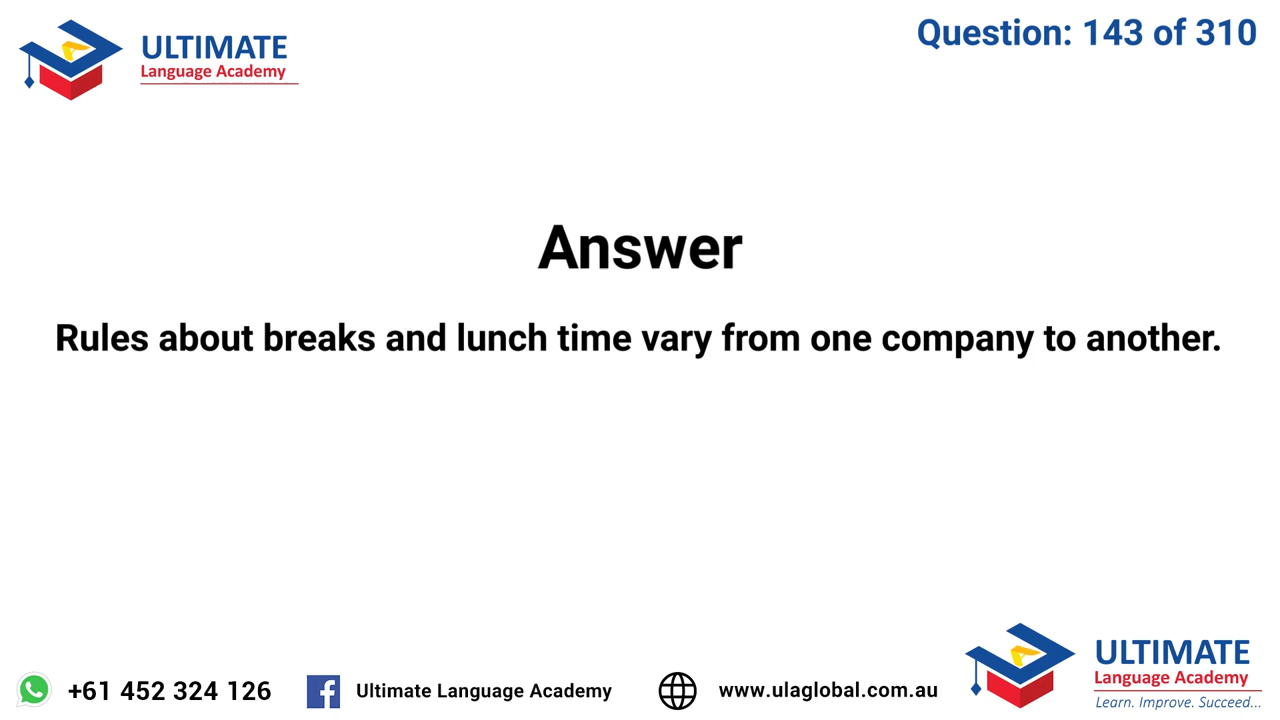 ULTIMATE
Language Academy
Question: 143 of 310
Answer
Rules about breaks and lunch time vary from one company to another.
+61 452 324 126
Ultimate Language Academy
www.ulaglobal.com.au
ULTIMATE
Language Academy
Learn. Improve. Succeed...